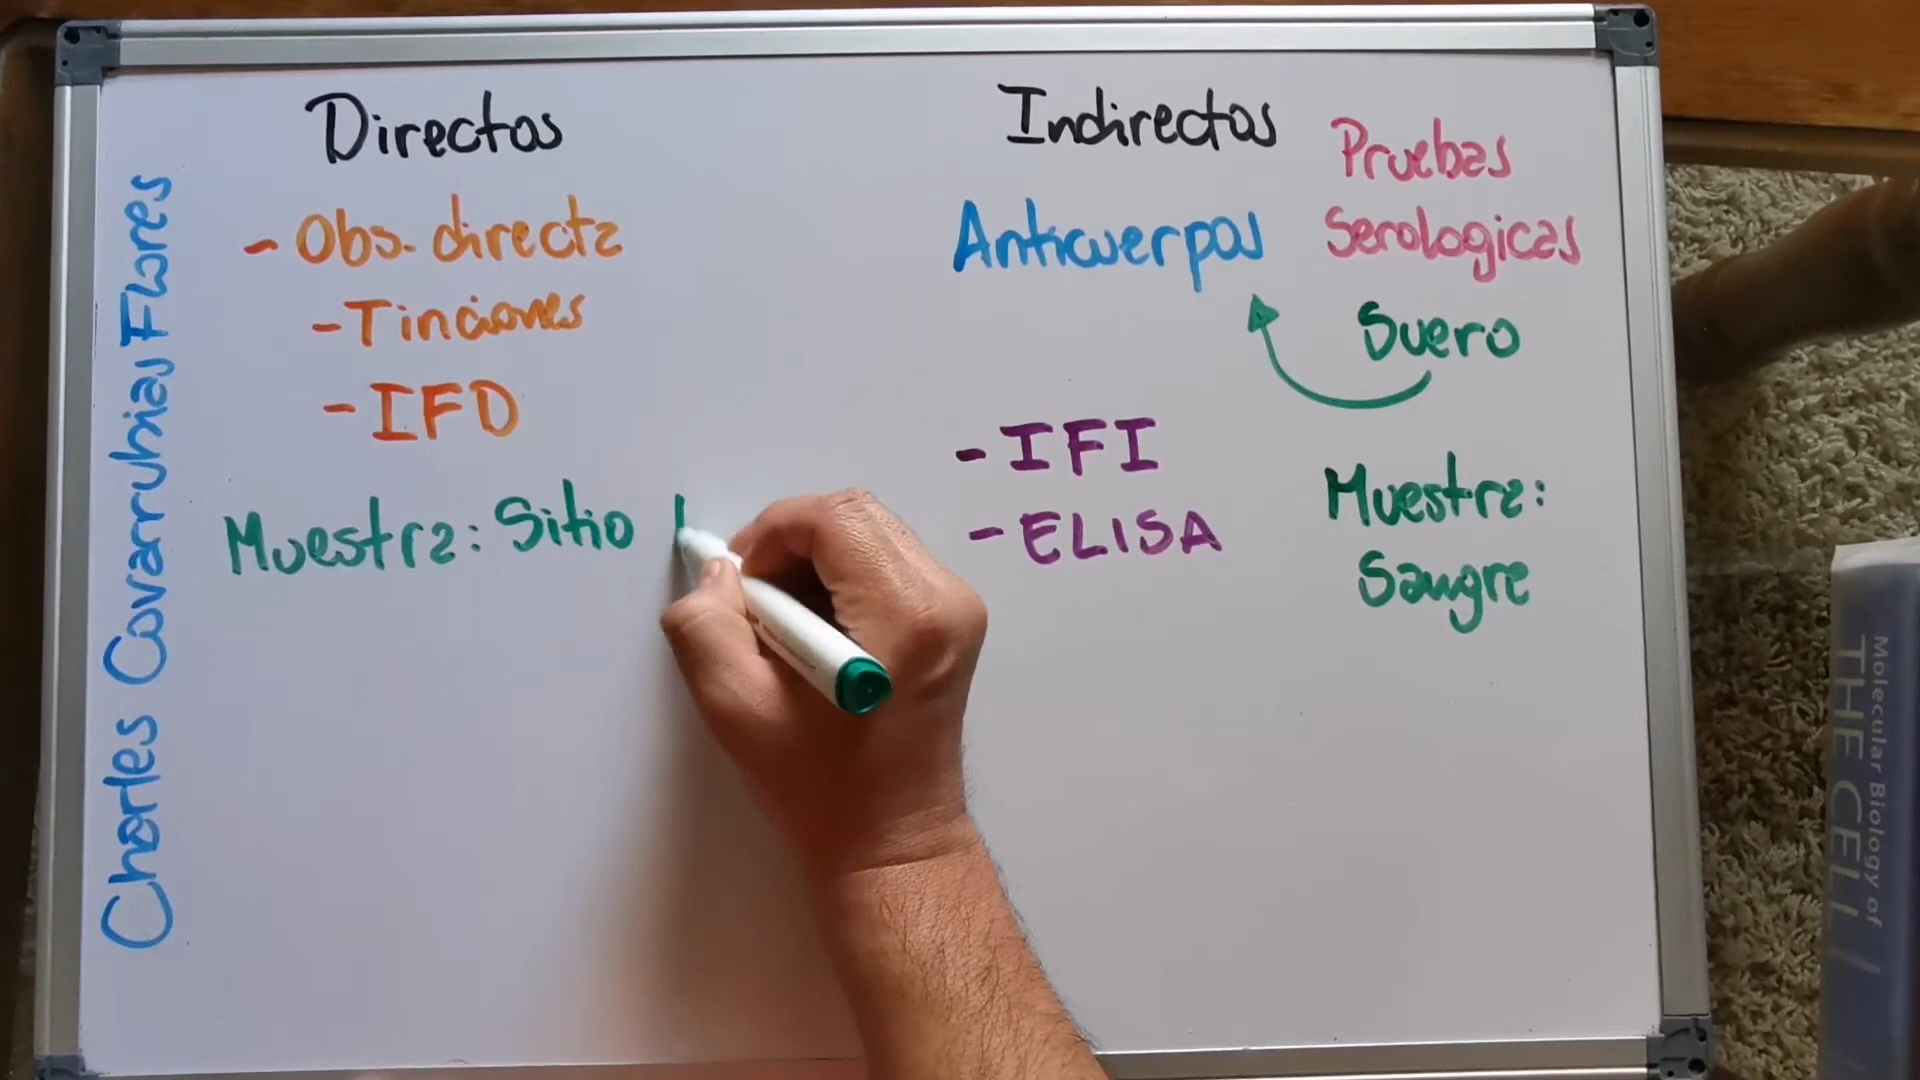 Directos
- Obs. directa
- Tinciones
- IFD
Muestra: Sitio
Indirectos
Anticuerpos
Pruebas
Serologicas
Suero
- IFI
- ELISA
Muestra:
Sangre
Charles Covarruhias Flores
Molecular Biology of
THE CELL